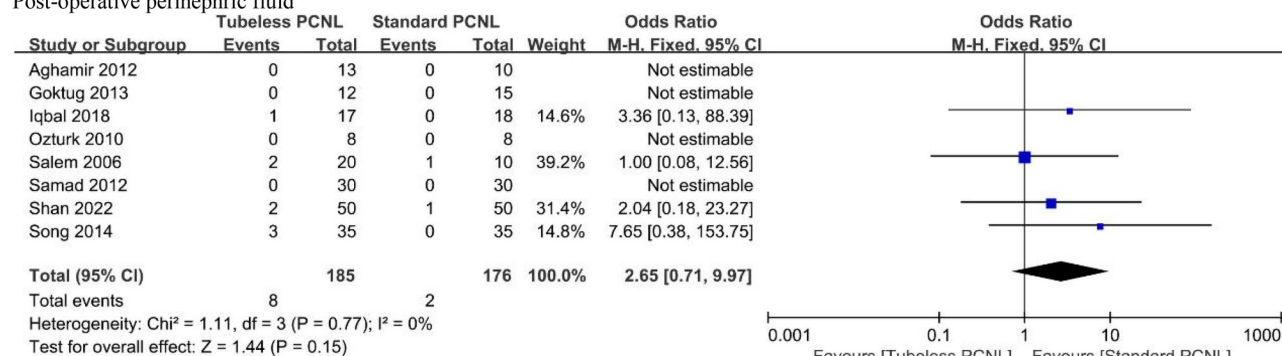 Post-operative perinephric fluid
Tubeless PCNL Standard PCNL Odds Ratio Odds Ratio
Study or Subgroup Events Total Events Total Weight M-H, Fixed, 95% CI M-H, Fixed, 95% CI
Aghamir 2012 0 13 0 10 Not estimable
Goktug 2013 0 12 0 15 Not estimable
Iqbal 2018 1 17 0 18 14.6% 3.36 [0.13, 88.39]
Ozturk 2010 0 8 0 8 Not estimable
Salem 2006 2 20 1 10 39.2% 1.00 [0.08, 12.56]
Samad 2012 0 30 0 30 Not estimable
Shan 2022 2 50 1 50 31.4% 2.04 [0.18, 23.27]
Song 2014 3 35 0 35 14.8% 7.65 [0.38, 153.75]
Total (95% CI) 185 176 100.0% 2.65 [0.71, 9.97]
Total events 8 2
Heterogeneity: Chi² = 1.11, df = 3 (P = 0.77); I² = 0%
Test for overall effect: Z = 1.44 (P = 0.15)
0.001 0.1 1 10 1000
Favours [Tubeless PCNL] Favours [Standard PCNL]